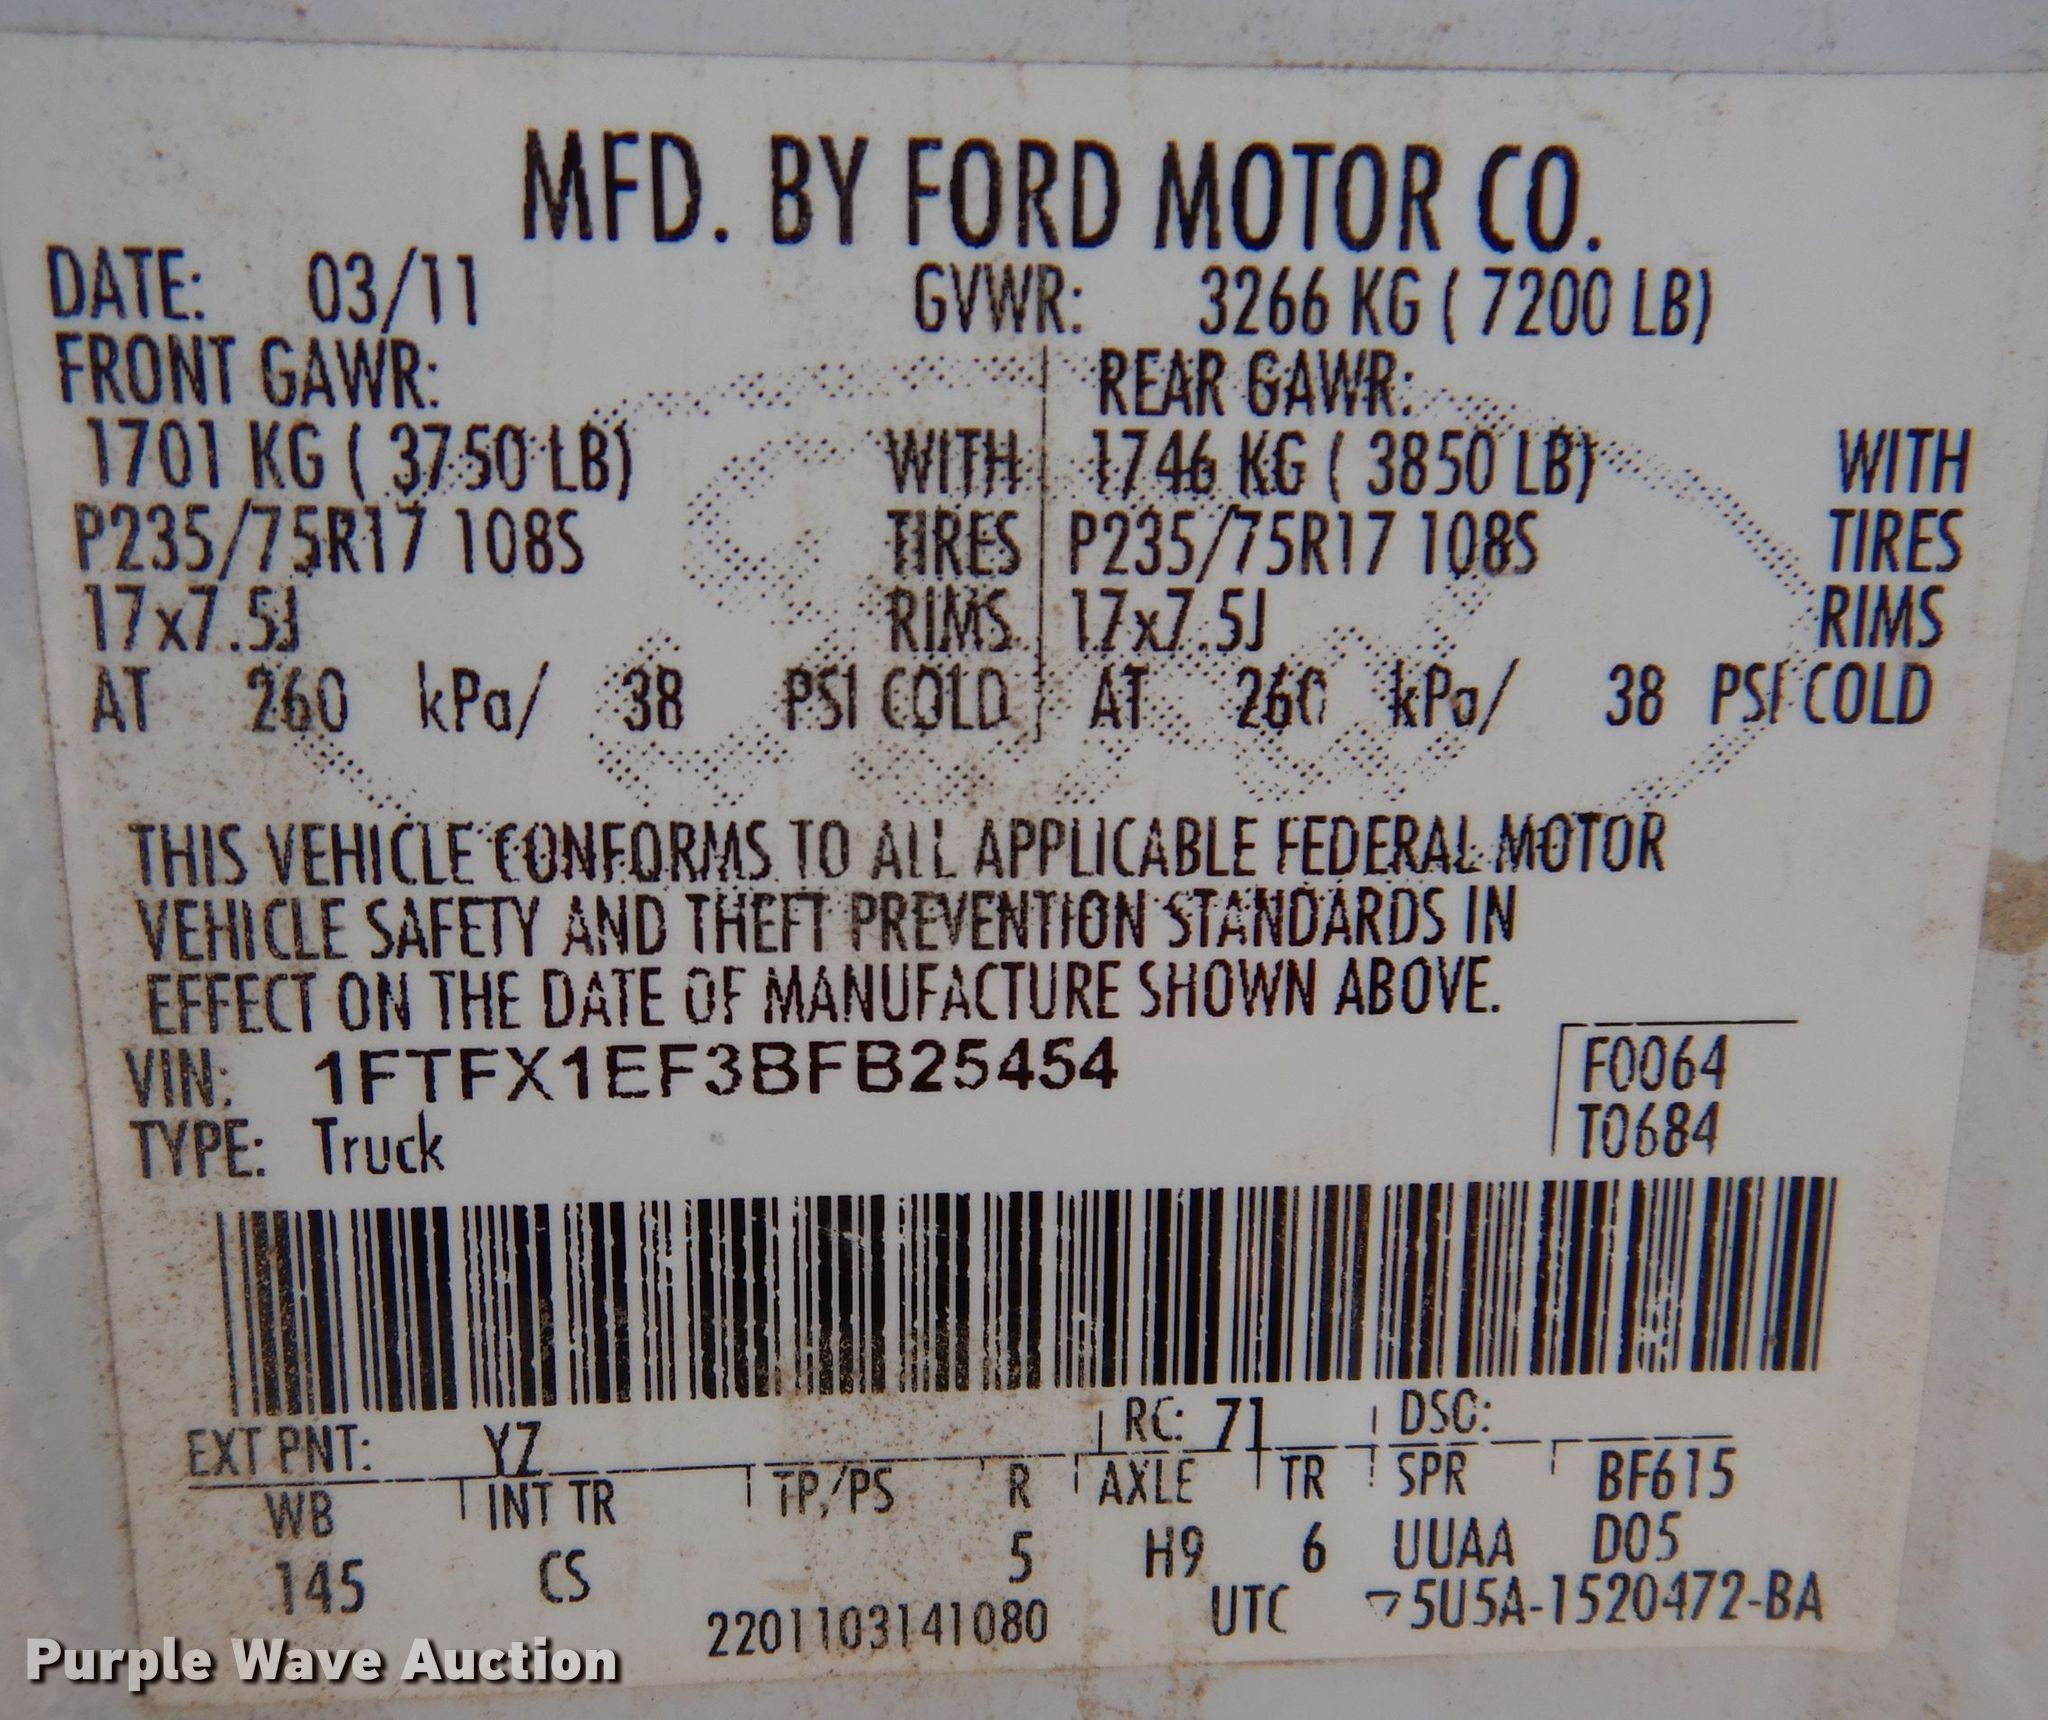 MFD. BY FORD MOTOR CO.
DATE: 03/11 GVWR: 3266 KG ( 7200 LB)
FRONT GAWR: REAR GAWR:
1701 KG ( 3750 LB) WITH 1746 KG ( 3850 LB) WITH
P235/75R17 108S TIRES P235/75R17 108S TIRES
17x7.5J RIMS 17x7.5J RIMS
AT 260 kPa/ 38 PSI COLD AT 260 kPa/ 38 PSI COLD
THIS VEHICLE CONFORMS TO ALL APPLICABLE FEDERAL MOTOR
VEHICLE SAFETY AND THEFT PREVENTION STANDARDS IN
EFFECT ON THE DATE OF MANUFACTURE SHOWN ABOVE.
VIN: 1FTFX1EF3BFB25454 F0064
TYPE: Truck T0684
EXT PNT: YZ RC: 71 DSO:
WB INT TR TP/PS R AXLE TR SPR BF615
145 CS 5 H9 6 UUAA D05
2201103141080 UTC ▽5U5A-1520472-BA
Purple Wave Auction